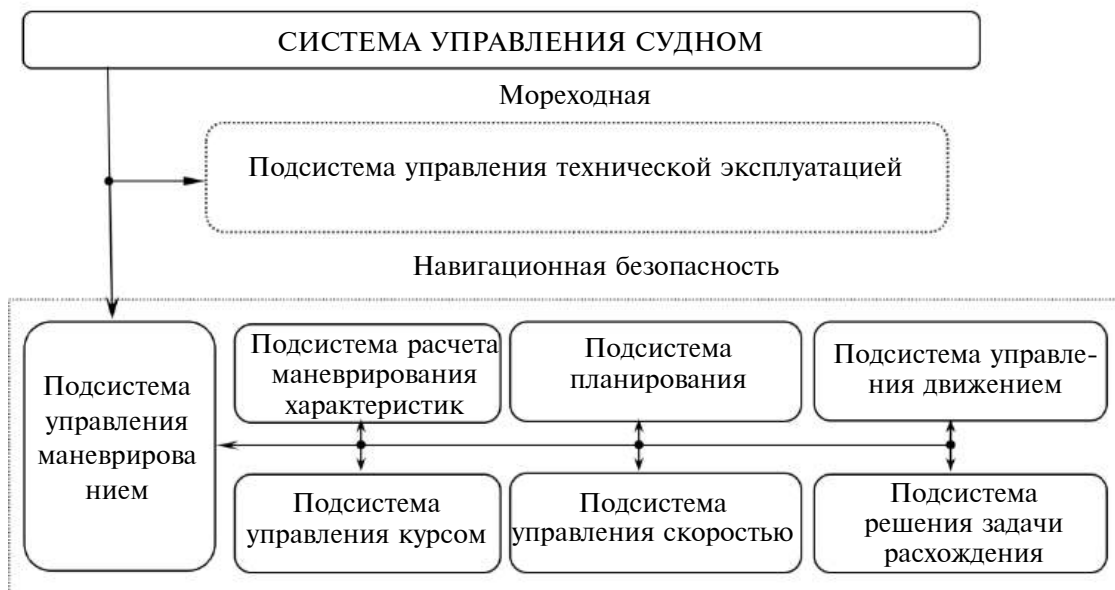 СИСТЕМА УПРАВЛЕНИЯ СУДНОМ
Мореходная
Подсистема управления технической эксплуатацией
Навигационная безопасность
Подсистема
управления
маневрирова
нием
Подсистема расчета
маневрирования
характеристик
Подсистема
планирования
Подсистема управле-
ния движением
Подсистема
управления курсом
Подсистема
управления скоростью
Подсистема
решения задачи
расхождения